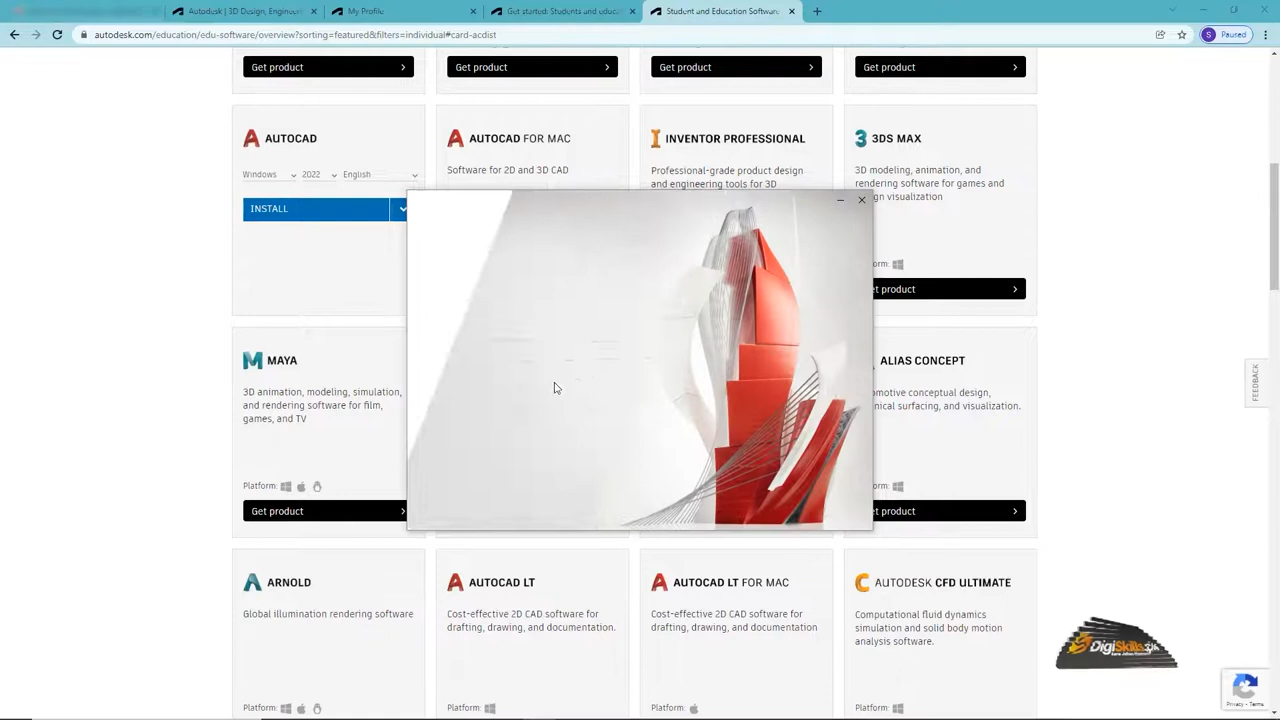 Autodesk | 3D Design, Engineer
My Profile
Get started: Students and educat
Student and Education Software
autodesk.com/education/edu-software/overview?sorting=featured&filters=individual#card-acdist
S Paused
Get product
Get product
Get product
Get product
AUTOCAD
Windows 2022 English
INSTALL
AUTOCAD FOR MAC
Software for 2D and 3D CAD
INVENTOR PROFESSIONAL
Professional-grade product design
and engineering tools for 3D
3DS MAX
3D modeling, animation, and
rendering software for games and
gn visualization
rm:
et product
MAYA
3D animation, modeling, simulation,
and rendering software for film,
games, and TV
Platform:
Get product
ALIAS CONCEPT
omotive conceptual design,
nical surfacing, and visualization.
rm:
et product
ARNOLD
Global illumination rendering software
Platform:
AUTOCAD LT
Cost-effective 2D CAD software for
drafting, drawing, and documentation.
Platform:
AUTOCAD LT FOR MAC
Cost-effective 2D CAD software for
drafting, drawing, and documentation
Platform:
AUTODESK CFD ULTIMATE
Computational fluid dynamics
simulation and solid body motion
analysis software.
Platform:
FEEDBACK
DigiSkills
Privacy - Terms